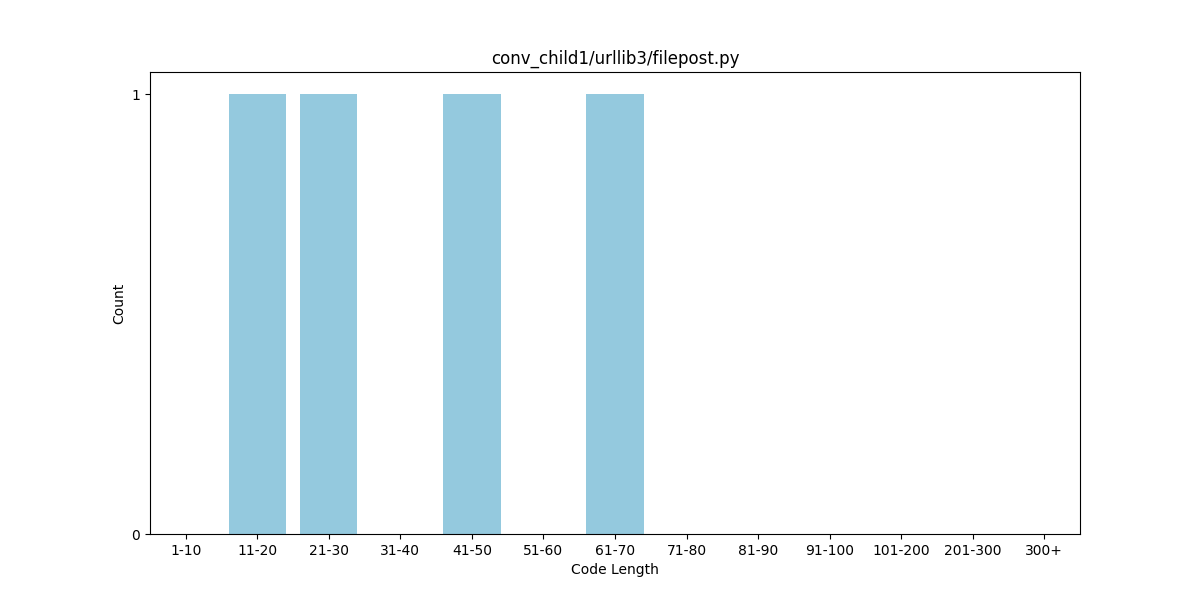 conv_child1/urllib3/filepost.py
1
0
Count
1-10 11-20 21-30 31-40 41-50 51-60 61-70 71-80 81-90 91-100 101-200 201-300 300+
Code Length